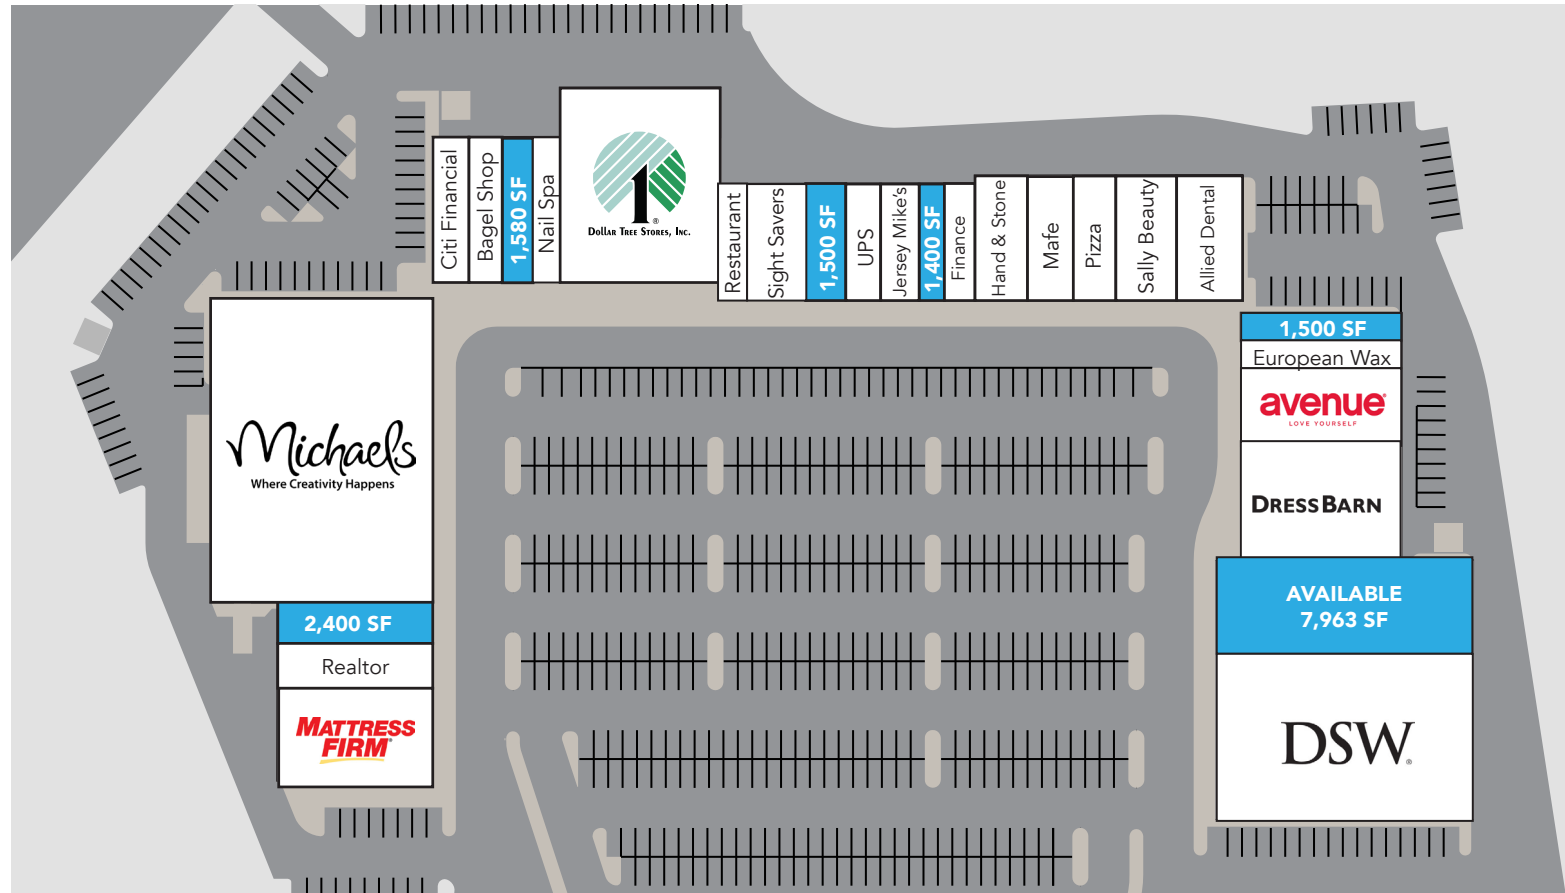 Citi Financial
Bagel Shop
1,580 SF
Nail Spa
1
®
DOLLAR TREE STORES, INC.
Restaurant
Sight Savers
1,500 SF
UPS
Jersey Mike's
1,400 SF
Finance
Hand & Stone
Mafe
Pizza
Sally Beauty
Allied Dental
Michaels
Where Creativity Happens
2,400 SF
Realtor
MATTRESS
FIRM®
1,500 SF
European Wax
avenue®
LOVE YOURSELF
DRESSBARN
AVAILABLE
7,963 SF
DSW®